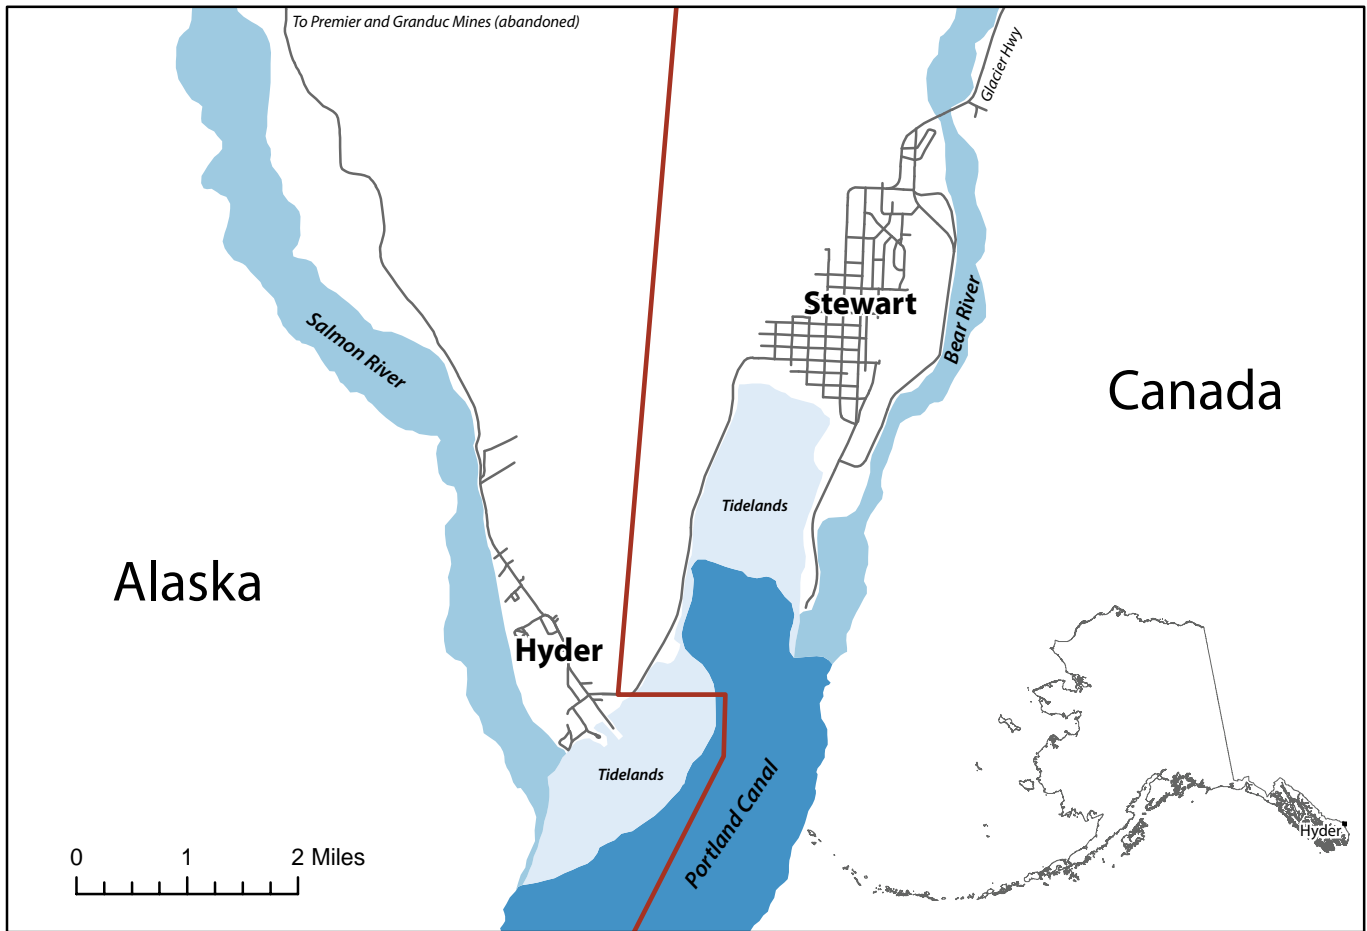 To Premier and Granduc Mines (abandoned)
Glacier Hwy
Stewart
Salmon River
Bear River
Canada
Tidelands
Alaska
Hyder
Tidelands
Portland Canal
Hyder
0 1 2 Miles